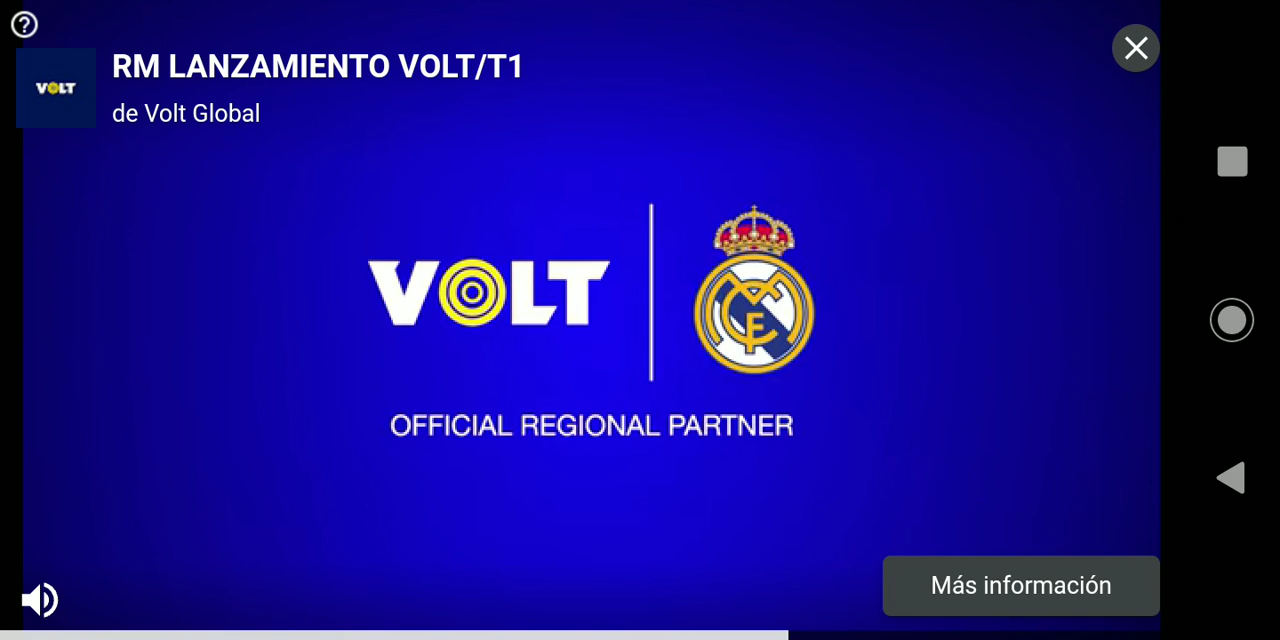 RM LANZAMIENTO VOLT/T1
VOLT
de Volt Global
VOLT
OFFICIAL REGIONAL PARTNER
Más información